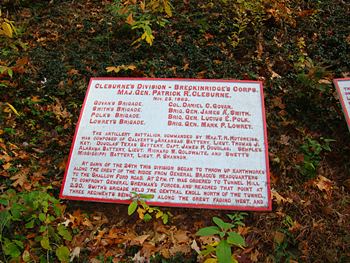 Cleburne's Division - Breckinridge's Corps.
Maj. Gen. Patrick R. Cleburne.
Nov. 25, 1863.
Govan's Brigade. Col. Daniel C. Govan.
Smith's Brigade. Brig. Gen. James A. Smith.
Polk's Brigade. Brig. Gen. Lucius E. Polk.
Lowrey's Brigade. Brig. Gen. Mark P. Lowrey.
The artillery battalion, commanded by Maj. T. R. Hotchkiss,
was composed of Calvert's Arkansas Battery, Lieut. Thomas J.
Key: Douglas' Texas Battery, Capt. James P. Douglas: Semple's
Alabama Battery, Lieut. Richard W. Goldthwaite, and Swett's
Mississippi Battery, Lieut. H. Shannon.
At dawn of the 24th this division began to throw up earthworks
along the crest of the ridge from General Bragg's headquarters
to the Shallow Ford road. At 2 P.M. it was ordered to Tunnel Hill
to confront General Sherman's forces, and reached that point at
2.30. Smith's brigade held the central knoll north of the tunnel,
three regiments being along the crest facing west, and